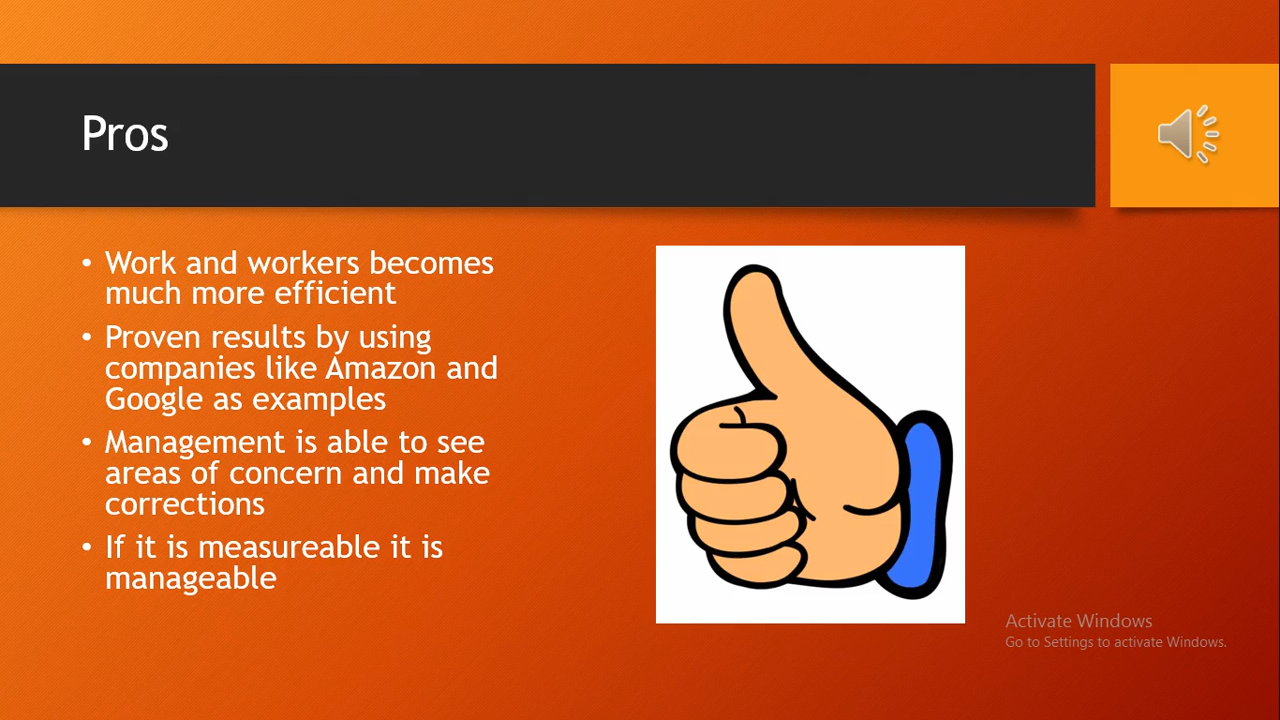 Pros
• Work and workers becomes
much more efficient
• Proven results by using
companies like Amazon and
Google as examples
• Management is able to see
areas of concern and make
corrections
• If it is measureable it is
manageable
Activate Windows
Go to Settings to activate Windows.